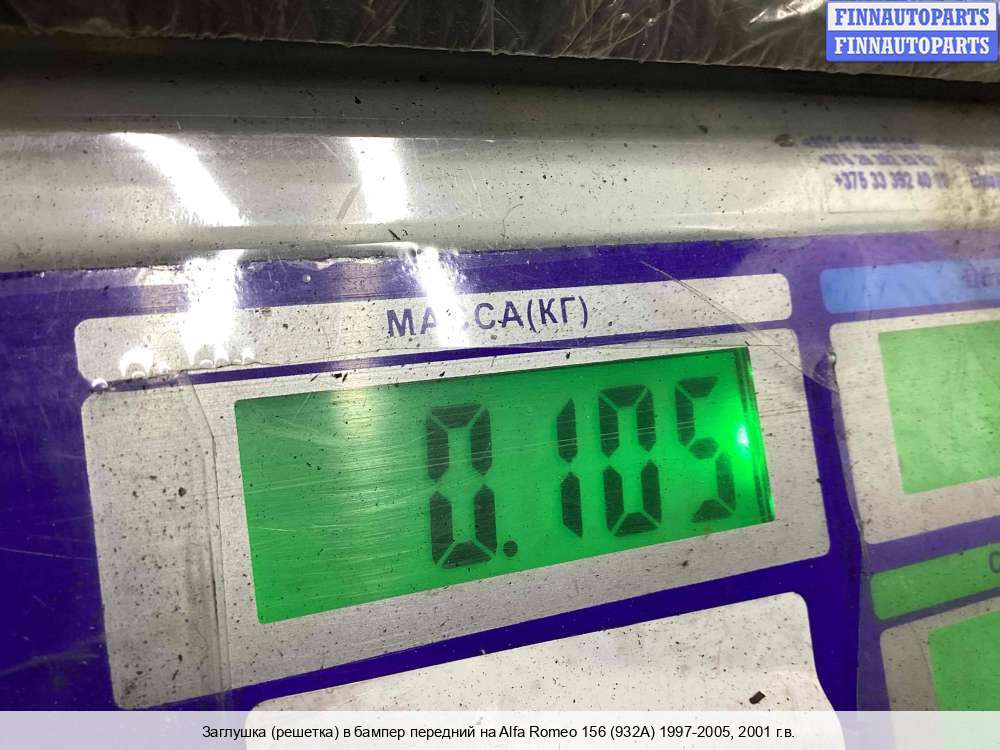 FINNAUTOPARTS
FINNAUTOPARTS
+375 33 392 40
МАССА(КГ)
0.105
Заглушка (решетка) в бампер передний на Alfa Romeo 156 (932A) 1997-2005, 2001 г.в.